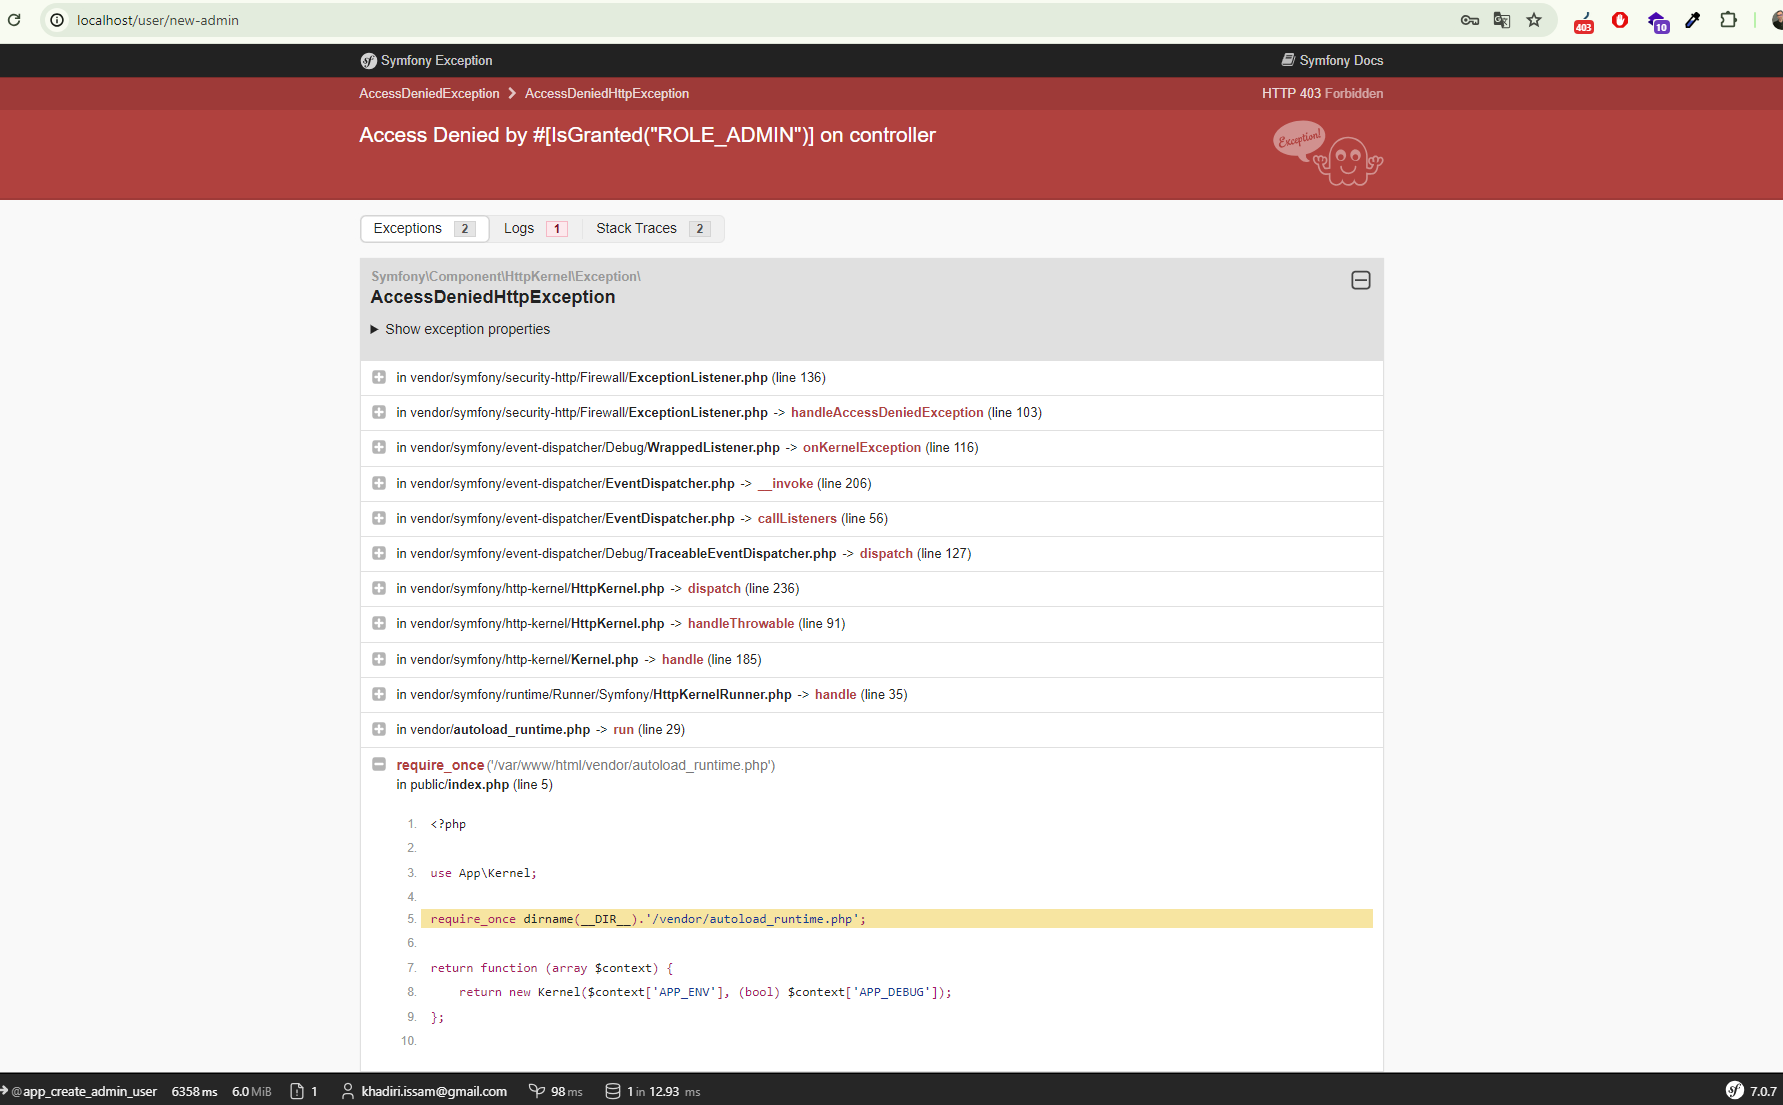 localhost/user/new-admin
403
10
sf Symfony Exception
Symfony Docs
AccessDeniedException > AccessDeniedHttpException
HTTP 403 Forbidden
Access Denied by #[IsGranted("ROLE_ADMIN")] on controller
Exception!
Exceptions 2 Logs 1 Stack Traces 2
Symfony\Component\HttpKernel\Exception\
AccessDeniedHttpException
Show exception properties
in vendor/symfony/security-http/Firewall/ExceptionListener.php (line 136)
in vendor/symfony/security-http/Firewall/ExceptionListener.php -> handleAccessDeniedException (line 103)
in vendor/symfony/event-dispatcher/Debug/WrappedListener.php -> onKernelException (line 116)
in vendor/symfony/event-dispatcher/EventDispatcher.php -> __invoke (line 206)
in vendor/symfony/event-dispatcher/EventDispatcher.php -> callListeners (line 56)
in vendor/symfony/event-dispatcher/Debug/TraceableEventDispatcher.php -> dispatch (line 127)
in vendor/symfony/http-kernel/HttpKernel.php -> dispatch (line 236)
in vendor/symfony/http-kernel/HttpKernel.php -> handleThrowable (line 91)
in vendor/symfony/http-kernel/Kernel.php -> handle (line 185)
in vendor/symfony/runtime/Runner/Symfony/HttpKernelRunner.php -> handle (line 35)
in vendor/autoload_runtime.php -> run (line 29)
require_once('/var/www/html/vendor/autoload_runtime.php')
in public/index.php (line 5)
1. <?php
2.
3. use App\Kernel;
4.
5. require_once dirname(__DIR__).'/vendor/autoload_runtime.php';
6.
7. return function (array $context) {
8. return new Kernel($context['APP_ENV'], (bool) $context['APP_DEBUG']);
9. };
10.
@app_create_admin_user 6358 ms 6.0 MiB 1 khadiri.issam@gmail.com 98 ms 1 in 12.93 ms sf 7.0.7